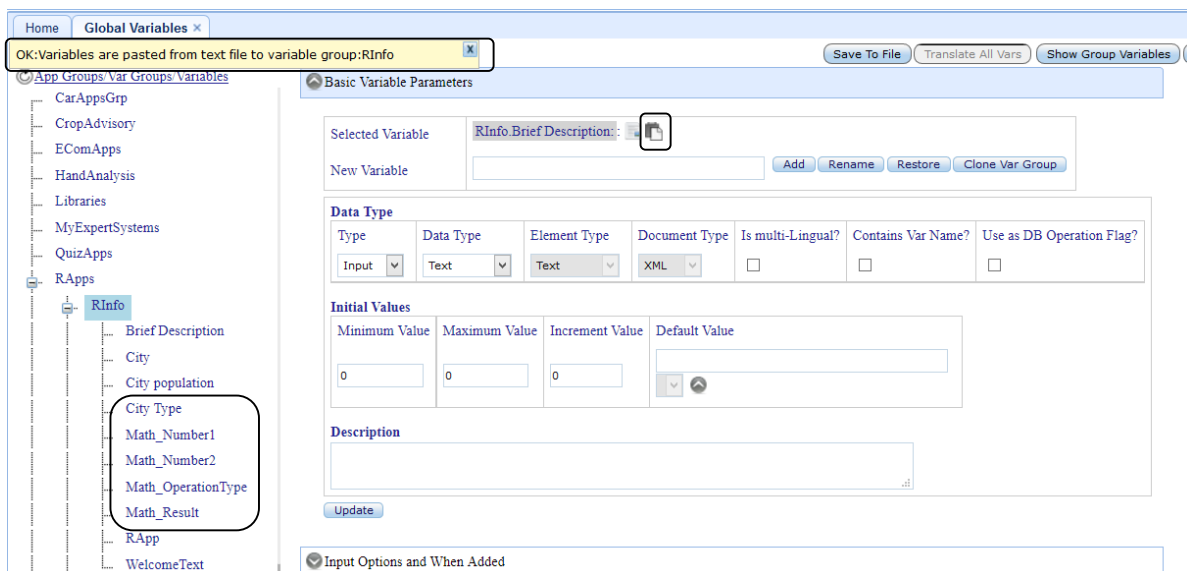 Home Global Variables ×
OK:Variables are pasted from text file to variable group:RInfo X
Save To File Translate All Vars Show Group Variables
App Groups/Var Groups/Variables
CarAppsGrp
CropAdvisory
EComApps
HandAnalysis
Libraries
MyExpertSystems
QuizApps
RApps
RInfo
Brief Description
City
City population
City Type
Math_Number1
Math_Number2
Math_OperationType
Math_Result
RApp
WelcomeText
Basic Variable Parameters
Selected Variable RInfo.Brief Description: :
New Variable Add Rename Restore Clone Var Group
Data Type
Type Data Type Element Type Document Type Is multi-Lingual? Contains Var Name? Use as DB Operation Flag?
Input Text Text XML
Initial Values
Minimum Value Maximum Value Increment Value Default Value
0 0 0
Description
Update
Input Options and When Added